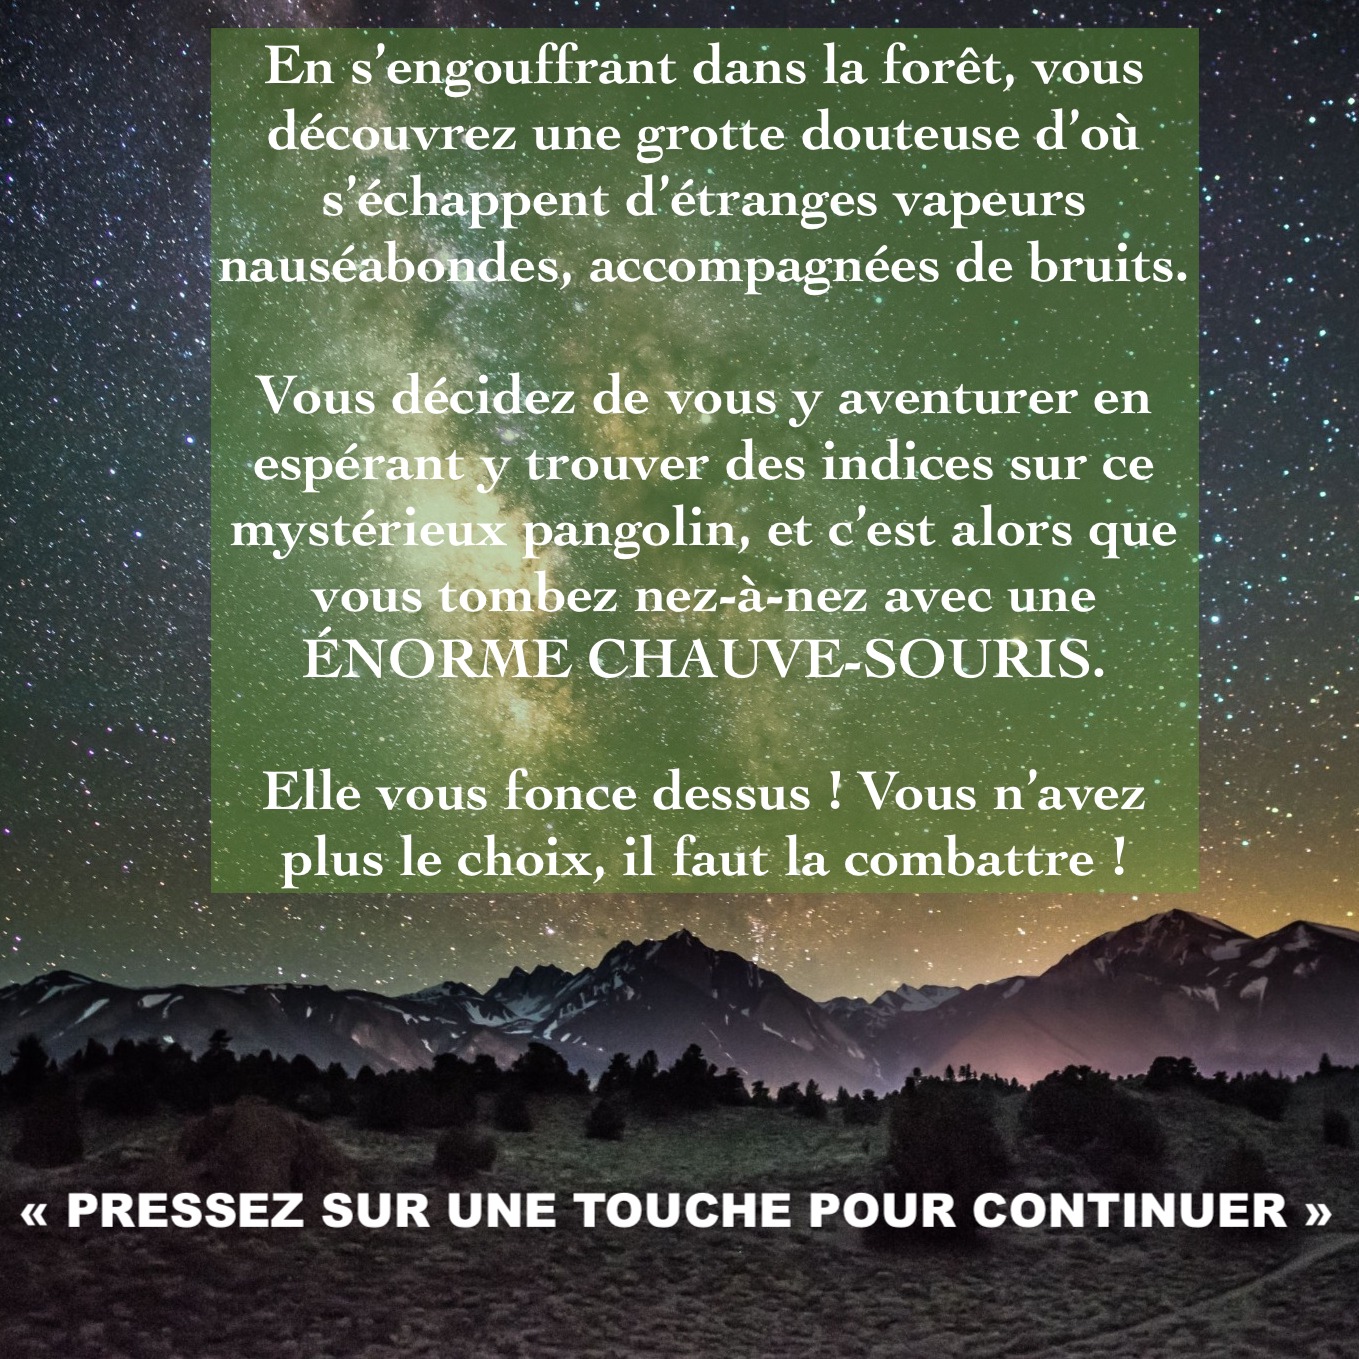 En s’engouffrant dans la forêt, vous
découvrez une grotte douteuse d’où
s’échappent d’étranges vapeurs
nauséabondes, accompagnées de bruits.
Vous décidez de vous y aventurer en
espérant y trouver des indices sur ce
mystérieux pangolin, et c’est alors que
vous tombez nez-à-nez avec une
ÉNORME CHAUVE-SOURIS.
Elle vous fonce dessus ! Vous n’avez
plus le choix, il faut la combattre !
« PRESSEZ SUR UNE TOUCHE POUR CONTINUER »